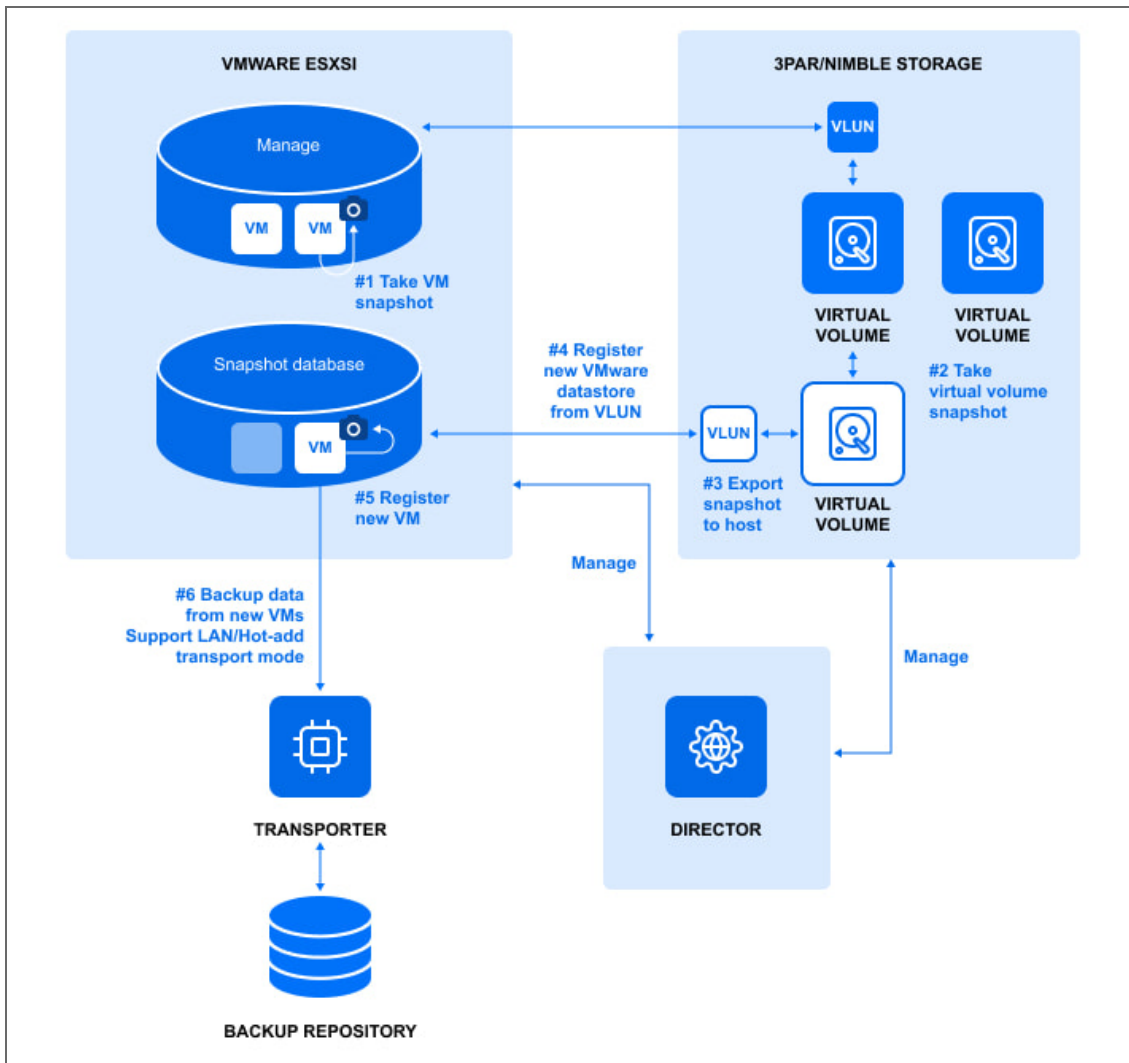 VMWARE ESXSI
3PAR/NIMBLE STORAGE
Manage
VLUN
VM
VM
#1 Take VM
snapshot
VIRTUAL
VOLUME
VIRTUAL
VOLUME
#2 Take
virtual volume
snapshot
Snapshot database
#4 Register
new VMware
datastore
from VLUN
VM
VLUN
#5 Register
new VM
#3 Export
snapshot
to host
VIRTUAL
VOLUME
Manage
#6 Backup data
from new VMs
Support LAN/Hot-add
transport mode
Manage
TRANSPORTER
DIRECTOR
BACKUP REPOSITORY